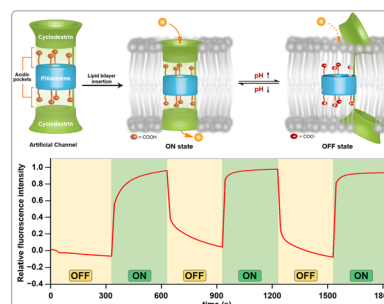 Cyclodextrin
Acidic
pockets
Pillararene
Cyclodextrin
Artificial Channel
Lipid bilayer
insertion
= COOH
ON state
pH ↑
pH ↓
= COO-
OFF state
Relative fluorescence intensity
1.0
0.8
0.6
0.4
0.2
0.0
−0.2
−0.4
OFF
ON
OFF
ON
OFF
ON
0
300
600
900
1200
1500
time (s)